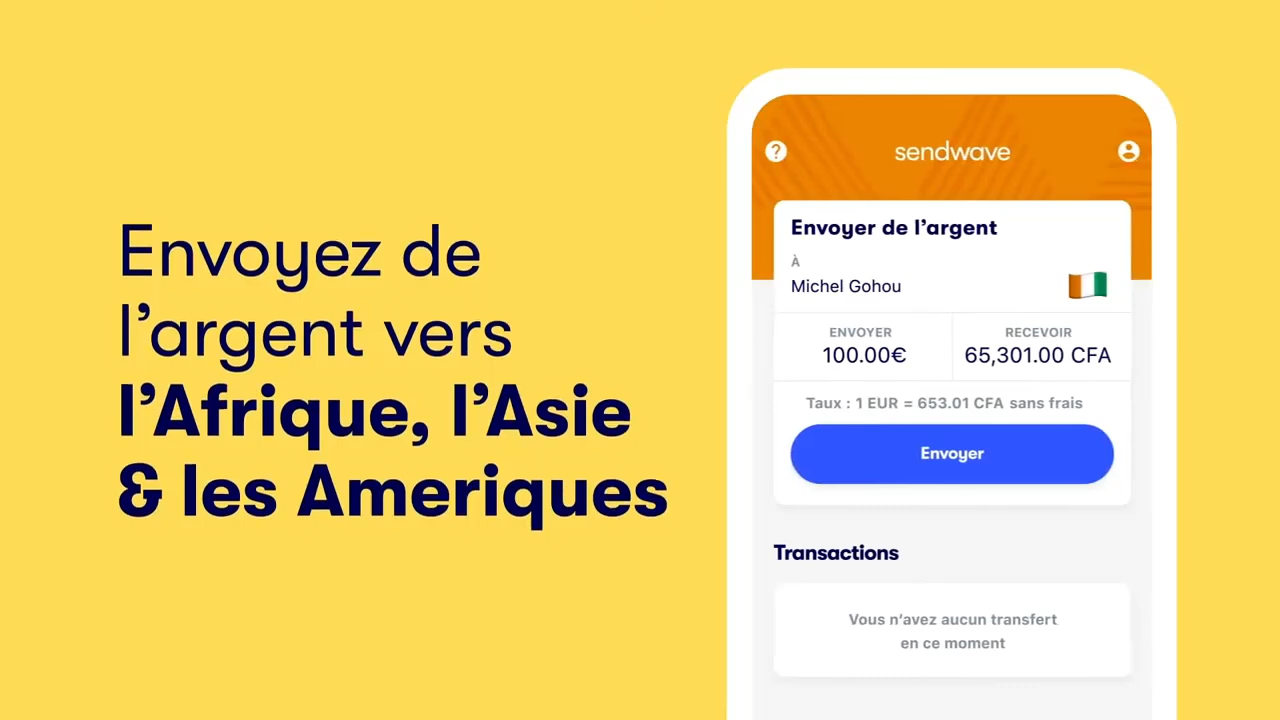 Envoyez de
l’argent vers
l’Afrique, l’Asie
& les Ameriques
?
sendwave
Envoyer de l’argent
À
Michel Gohou
ENVOYER
100.00€
RECEVOIR
65,301.00 CFA
Taux : 1 EUR = 653.01 CFA sans frais
Envoyer
Transactions
Vous n’avez aucun transfert
en ce moment